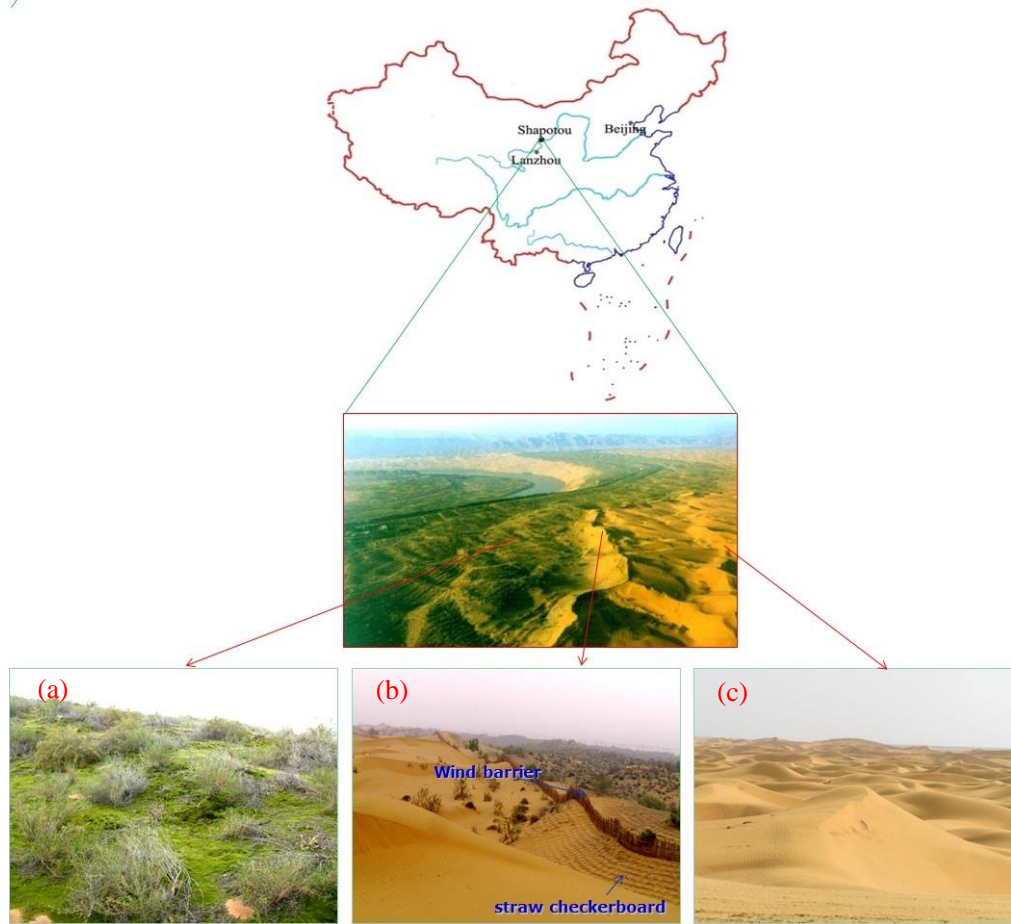 Shapotou
Beijing
Lanzhou
(a)
(b)
(c)
Wind barrier
straw checkerboard